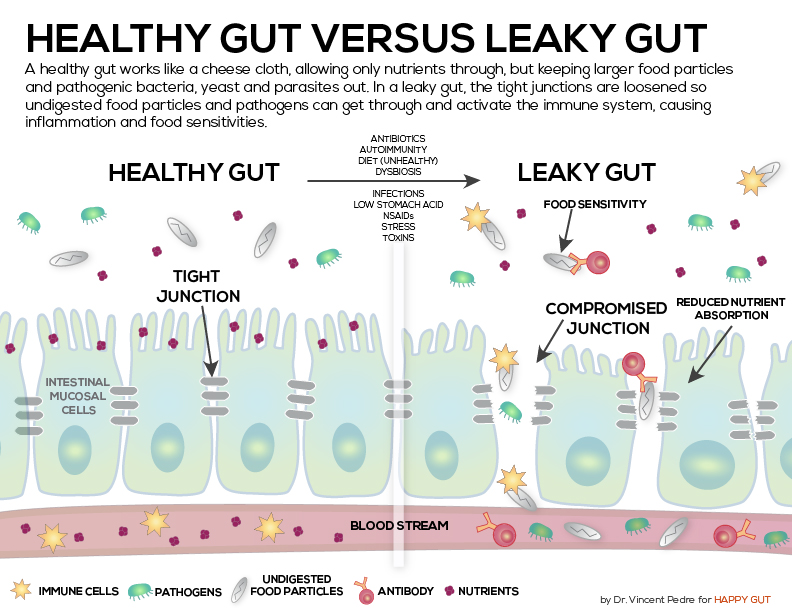 HEALTHY GUT VERSUS LEAKY GUT
A healthy gut works like a cheese cloth, allowing only nutrients through, but keeping larger food particles
and pathogenic bacteria, yeast and parasites out. In a leaky gut, the tight junctions are loosened so
undigested food particles and pathogens can get through and activate the immune system, causing
inflammation and food sensitivities.
ANTIBIOTICS
AUTOIMMUNITY
DIET (UNHEALTHY)
DYSBIOSIS
HEALTHY GUT
LEAKY GUT
INFECTIONS
LOW STOMACH ACID
NSAIDs
STRESS
TOXINS
FOOD SENSITIVITY
TIGHT
JUNCTION
COMPROMISED
JUNCTION
REDUCED NUTRIENT
ABSORPTION
INTESTINAL
MUCOSAL
CELLS
BLOOD STREAM
IMMUNE CELLS
PATHOGENS
UNDIGESTED
FOOD PARTICLES
ANTIBODY
NUTRIENTS
by Dr. Vincent Pedre for HAPPY GUT